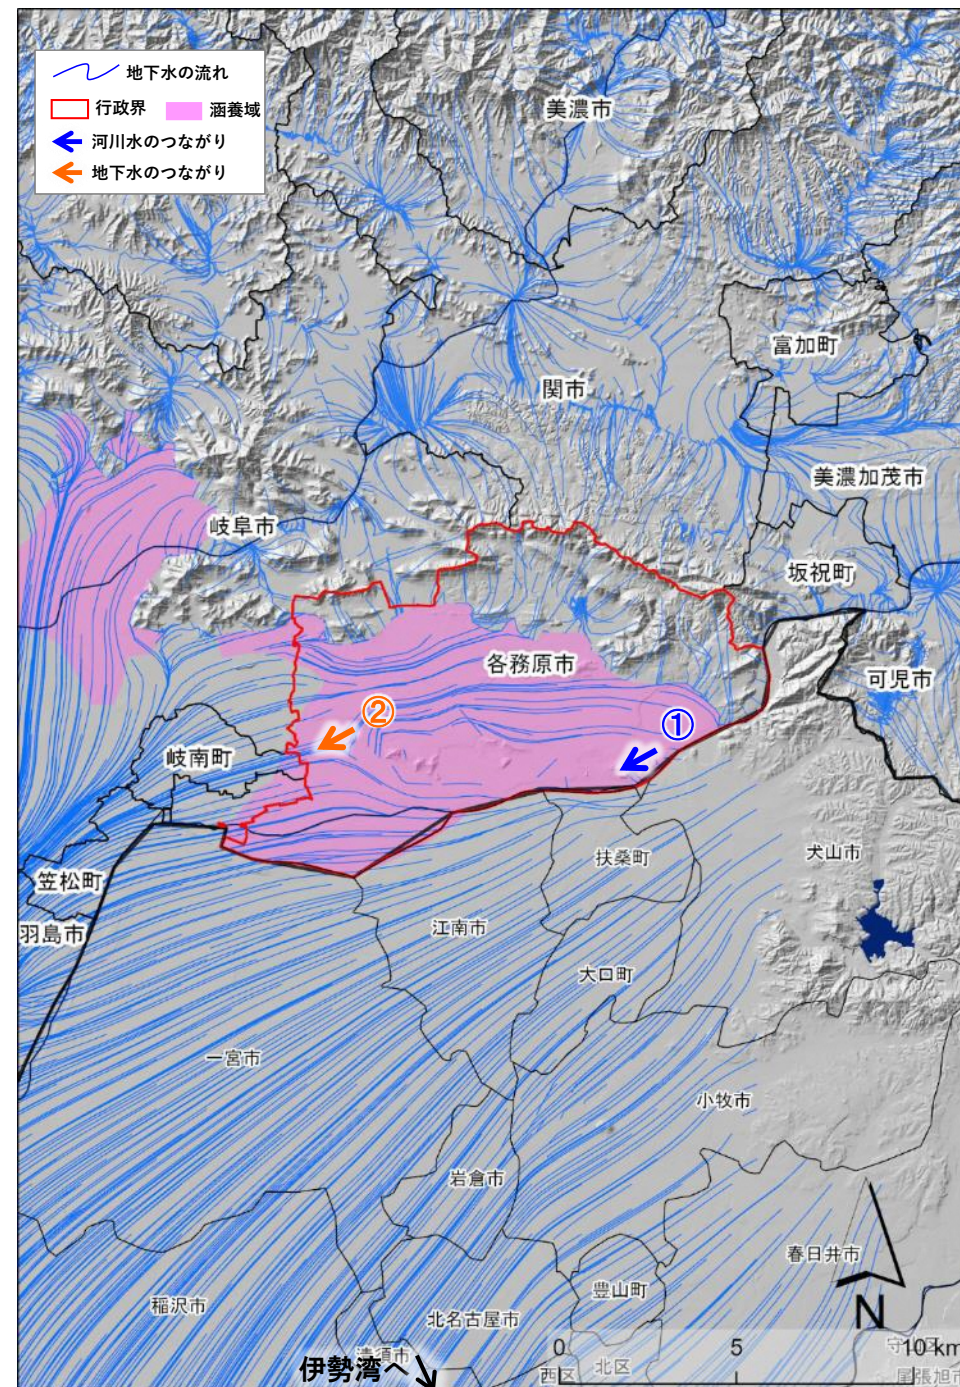 地下水の流れ
行政界 涵養域
河川水のつながり
地下水のつながり
美濃市
富加町
関市
美濃加茂市
岐阜市
坂祝町
各務原市
可児市
②
①
岐南町
扶桑町
犬山市
笠松町
江南市
羽島市
大口町
一宮市
小牧市
岩倉市
春日井市
豊山町
稲沢市
北名古屋市
N
清須市
0 5 10 km
守山区
伊勢湾へ
西区 北区
尾張旭市